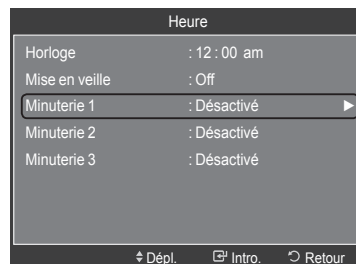 Heure
Horloge : 12 : 00 am
Mise en veille : Off
Minuterie 1 : Désactivé ►
Minuterie 2 : Désactivé
Minuterie 3 : Désactivé
Dépl. Intro. Retour